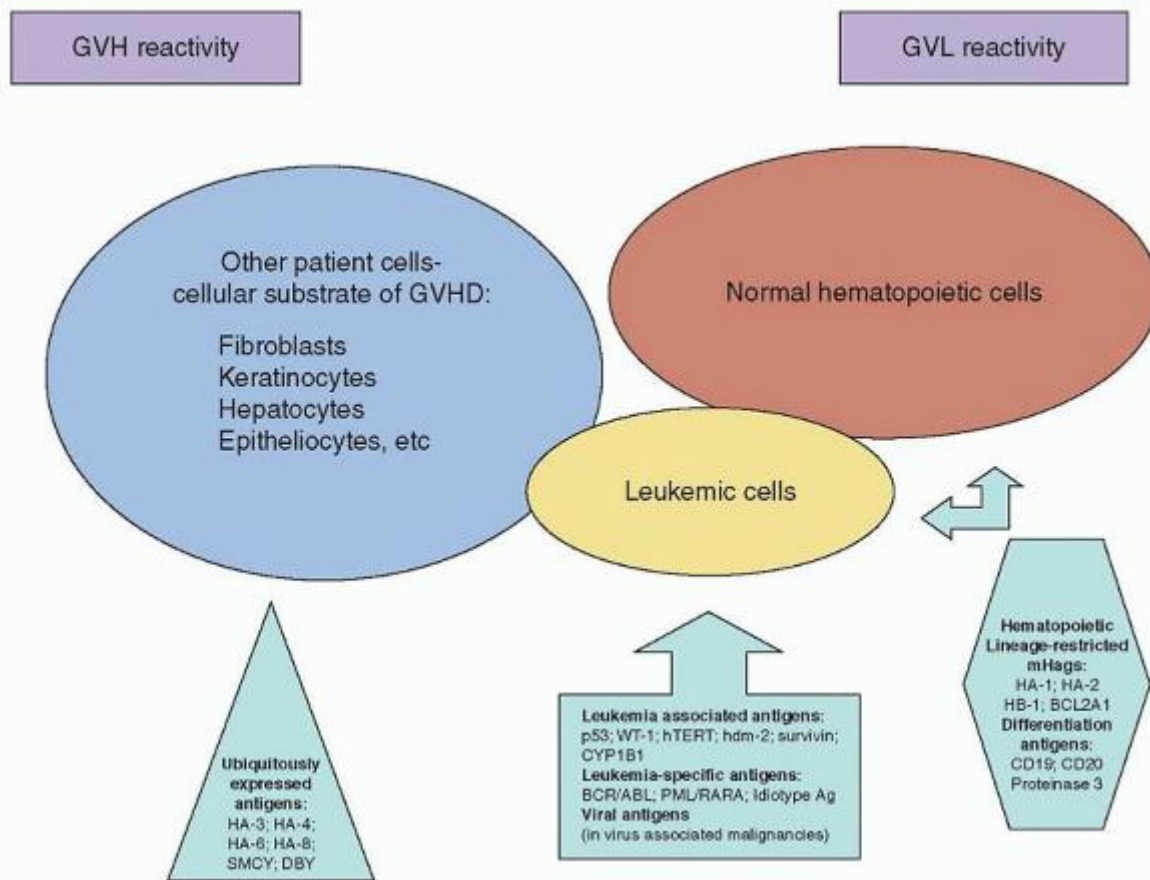 GVH reactivity
GVL reactivity
Other patient cells-
cellular substrate of GVHD:
Fibroblasts
Keratinocytes
Hepatocytes
Epitheliocytes, etc
Normal hematopoietic cells
Leukemic cells
Ubiquitously
expressed
antigens:
HA-3; HA-4;
HA-6; HA-8;
SMCY; DBY
Leukemia associated antigens:
p53; WT-1; hTERT; hdm-2; survivin;
CYP1B1
Leukemia-specific antigens:
BCR/ABL; PML/RARA; Idiotype Ag
Viral antigens
(in virus associated malignancies)
Hematopoietic
Lineage-restricted
mHags:
HA-1; HA-2
HB-1; BCL2A1
Differentiation
antigens:
CD19; CD20
Proteinase 3